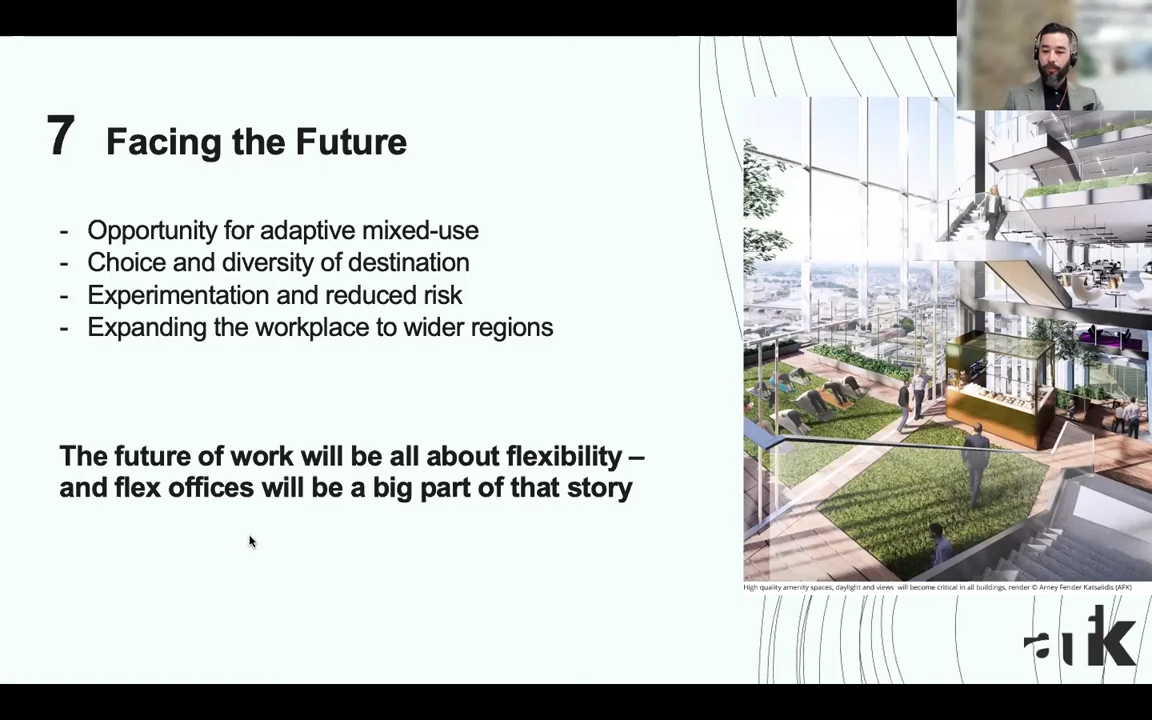 7 Facing the Future
- Opportunity for adaptive mixed-use
- Choice and diversity of destination
- Experimentation and reduced risk
- Expanding the workplace to wider regions
The future of work will be all about flexibility –
and flex offices will be a big part of that story
High quality amenity spaces, daylight and views will become critical in all buildings, render © Arney Fender Katsalidis (AFK)
afk